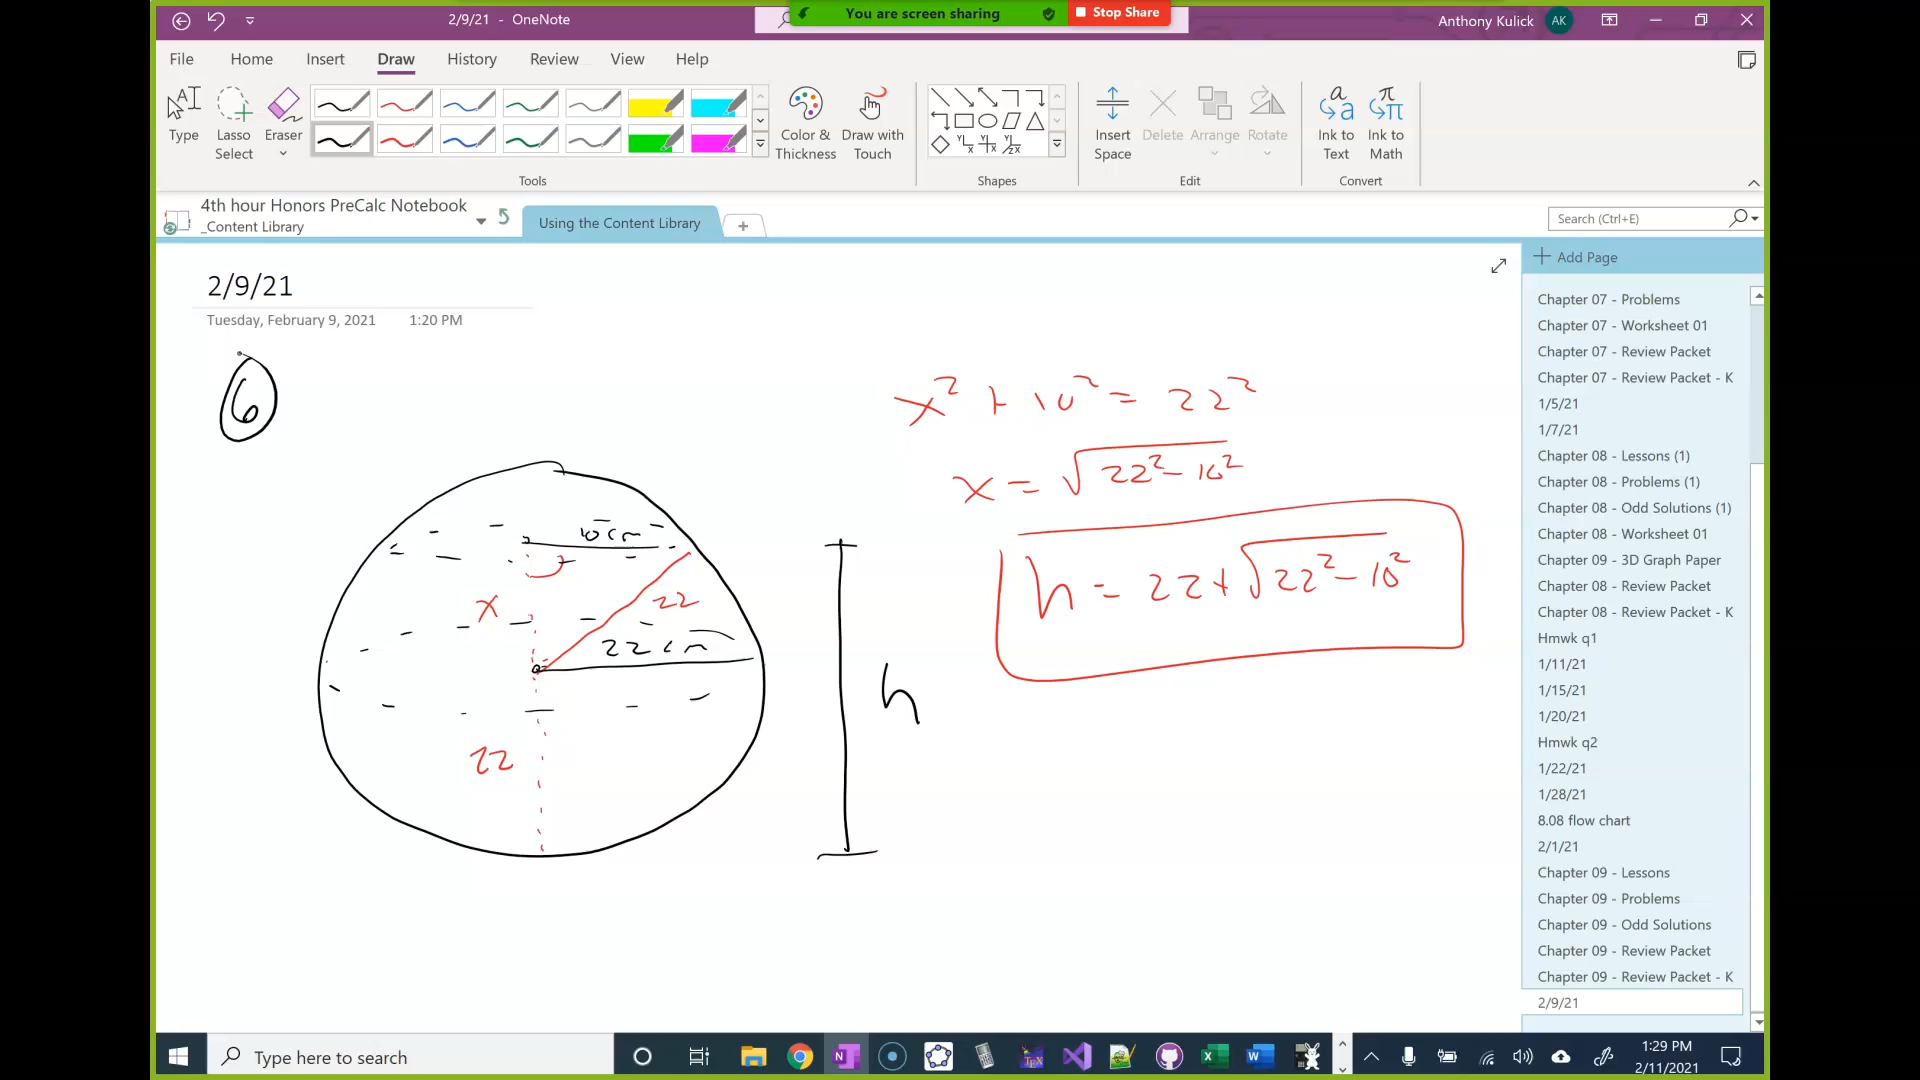 2/9/21 - OneNote
You are screen sharing
Stop Share
Anthony Kulick
AK
File Home Insert Draw History Review View Help
Type
Lasso Select
Eraser
Color & Thickness
Draw with Touch
Insert Space
Delete
Arrange
Rotate
Ink to Text
Ink to Math
Tools
Shapes
Edit
Convert
4th hour Honors PreCalc Notebook
_Content Library
Using the Content Library
Search (Ctrl+E)
Add Page
2/9/21
Tuesday, February 9, 2021 1:20 PM
6
10 cm
x
22
22 cm
22
h
x² + 10² = 22²
x = √22² - 10²
h = 22 + √22² - 10²
Chapter 07 - Problems
Chapter 07 - Worksheet 01
Chapter 07 - Review Packet
Chapter 07 - Review Packet - K
1/5/21
1/7/21
Chapter 08 - Lessons (1)
Chapter 08 - Problems (1)
Chapter 08 - Odd Solutions (1)
Chapter 08 - Worksheet 01
Chapter 09 - 3D Graph Paper
Chapter 08 - Review Packet
Chapter 08 - Review Packet - K
Hmwk q1
1/11/21
1/15/21
1/20/21
Hmwk q2
1/22/21
1/28/21
8.08 flow chart
2/1/21
Chapter 09 - Lessons
Chapter 09 - Problems
Chapter 09 - Odd Solutions
Chapter 09 - Review Packet
Chapter 09 - Review Packet - K
2/9/21
Type here to search
1:29 PM
2/11/2021